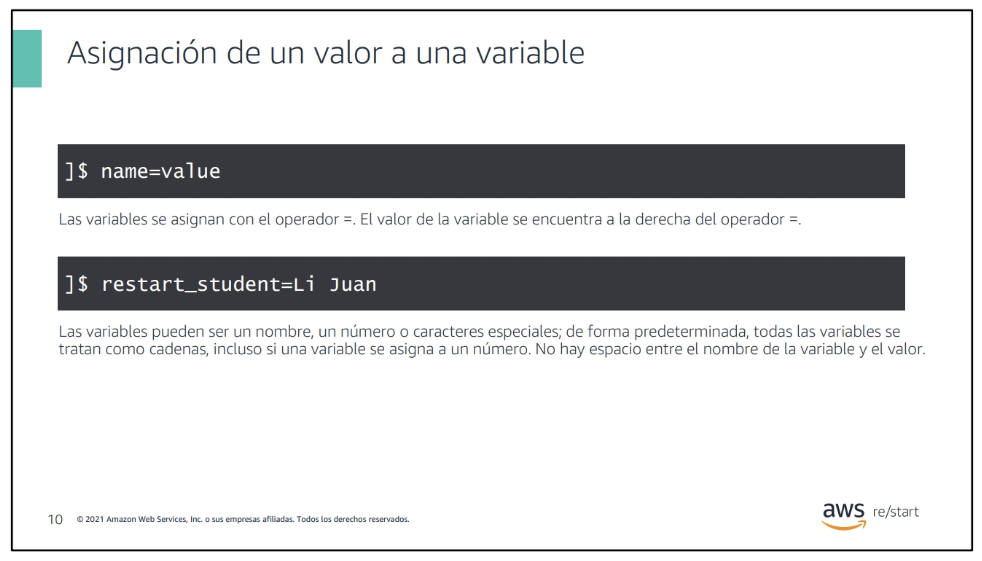 Asignación de un valor a una variable
]$ name=value
Las variables se asignan con el operador =. El valor de la variable se encuentra a la derecha del operador =.
]$ restart_student=Li Juan
Las variables pueden ser un nombre, un número o caracteres especiales; de forma predeterminada, todas las variables se
tratan como cadenas, incluso si una variable se asigna a un número. No hay espacio entre el nombre de la variable y el valor.
10 © 2021 Amazon Web Services, Inc. o sus empresas afiliadas. Todos los derechos reservados.
aws re/start